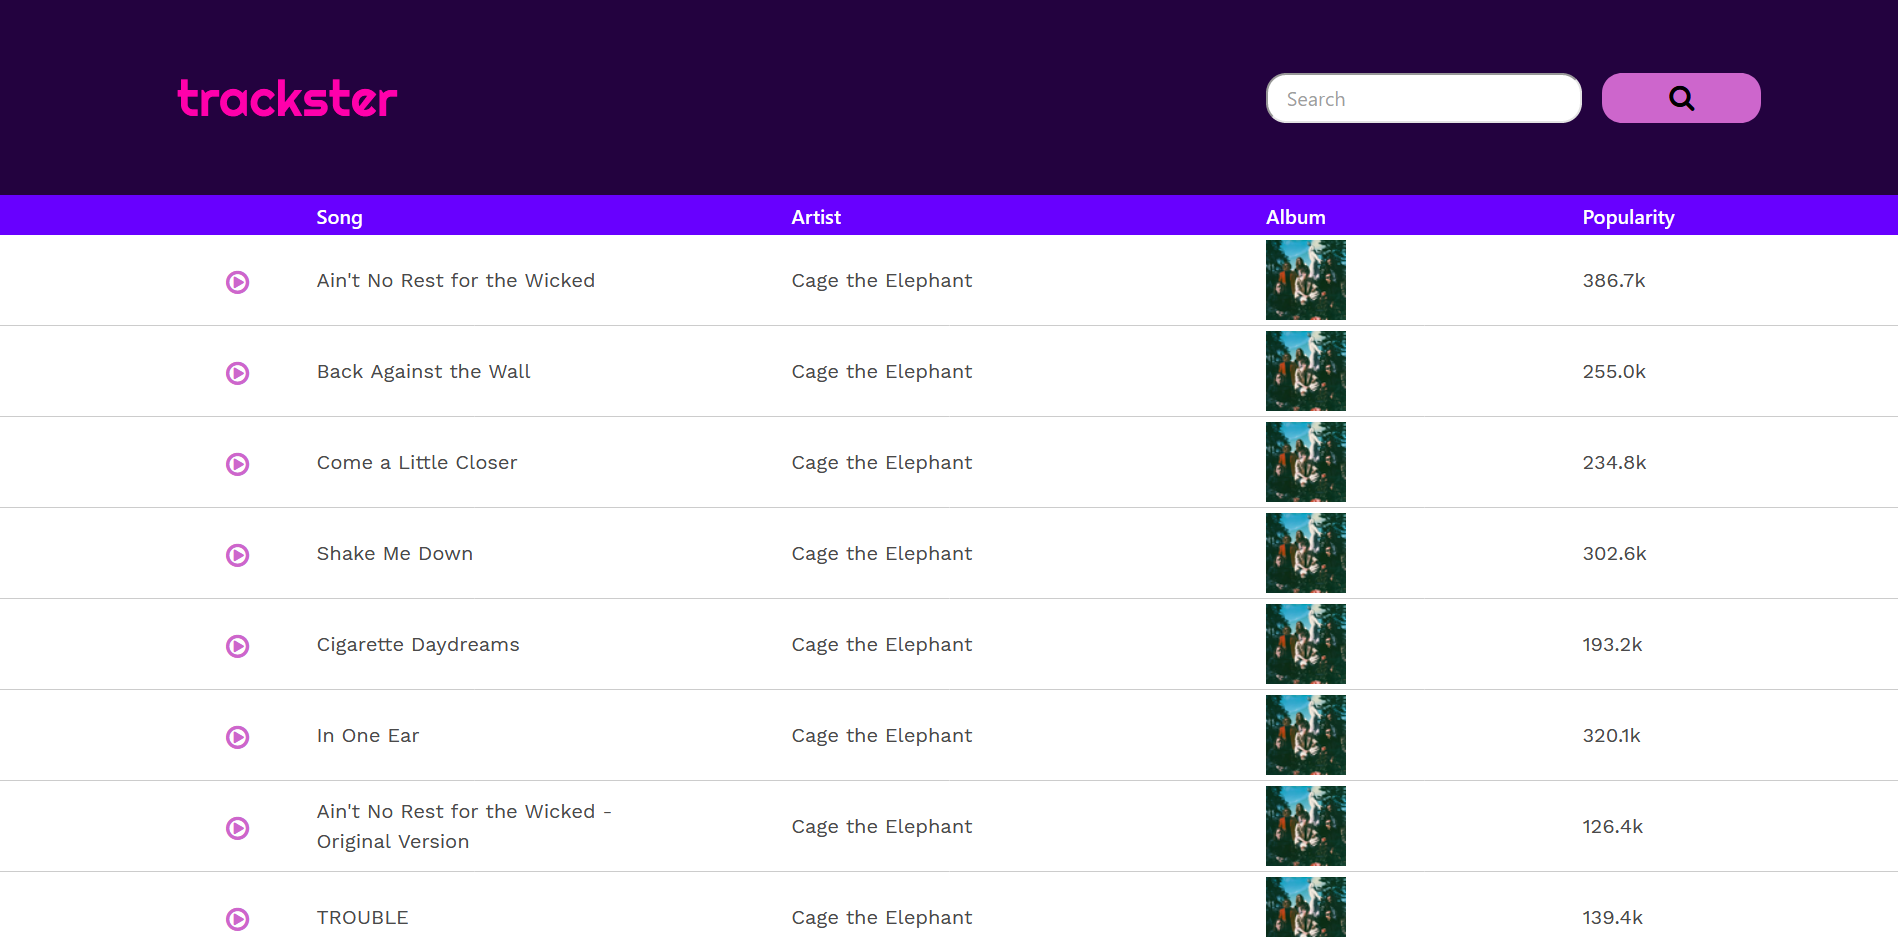 trackster
Search
Song Artist Album Popularity
Ain't No Rest for the Wicked Cage the Elephant 386.7k
Back Against the Wall Cage the Elephant 255.0k
Come a Little Closer Cage the Elephant 234.8k
Shake Me Down Cage the Elephant 302.6k
Cigarette Daydreams Cage the Elephant 193.2k
In One Ear Cage the Elephant 320.1k
Ain't No Rest for the Wicked -
Original Version Cage the Elephant 126.4k
TROUBLE Cage the Elephant 139.4k